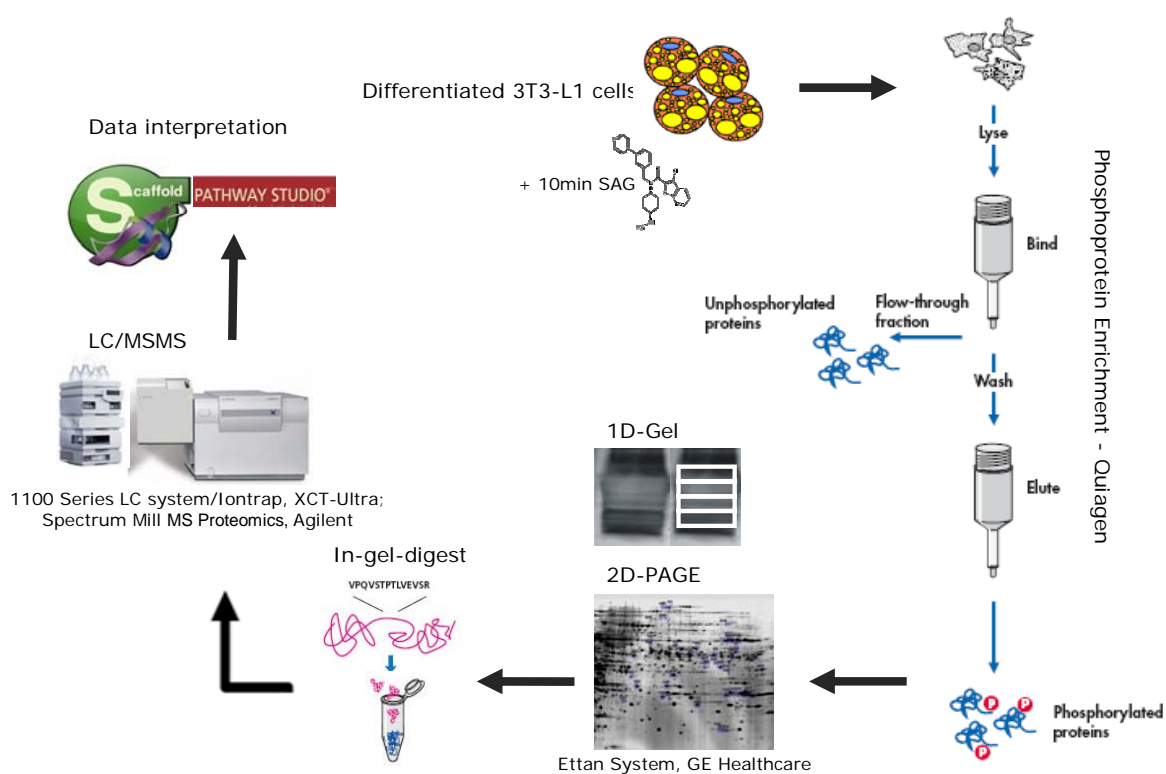 Differentiated 3T3-L1 cells
+ 10min SAG
Lyse
Bind
Phosphoprotein Enrichment - Quiagen
Unphosphorylated
proteins
Flow-through
fraction
Wash
Elute
P
P
P
Phosphorylated
proteins
1D-Gel
2D-PAGE
Ettan System, GE Healthcare
In-gel-digest
VPQVSTPTLVEVSR
LC/MSMS
1100 Series LC system/Iontrap, XCT-Ultra;
Spectrum Mill MS Proteomics, Agilent
Data interpretation
Scaffold
PATHWAY STUDIO®